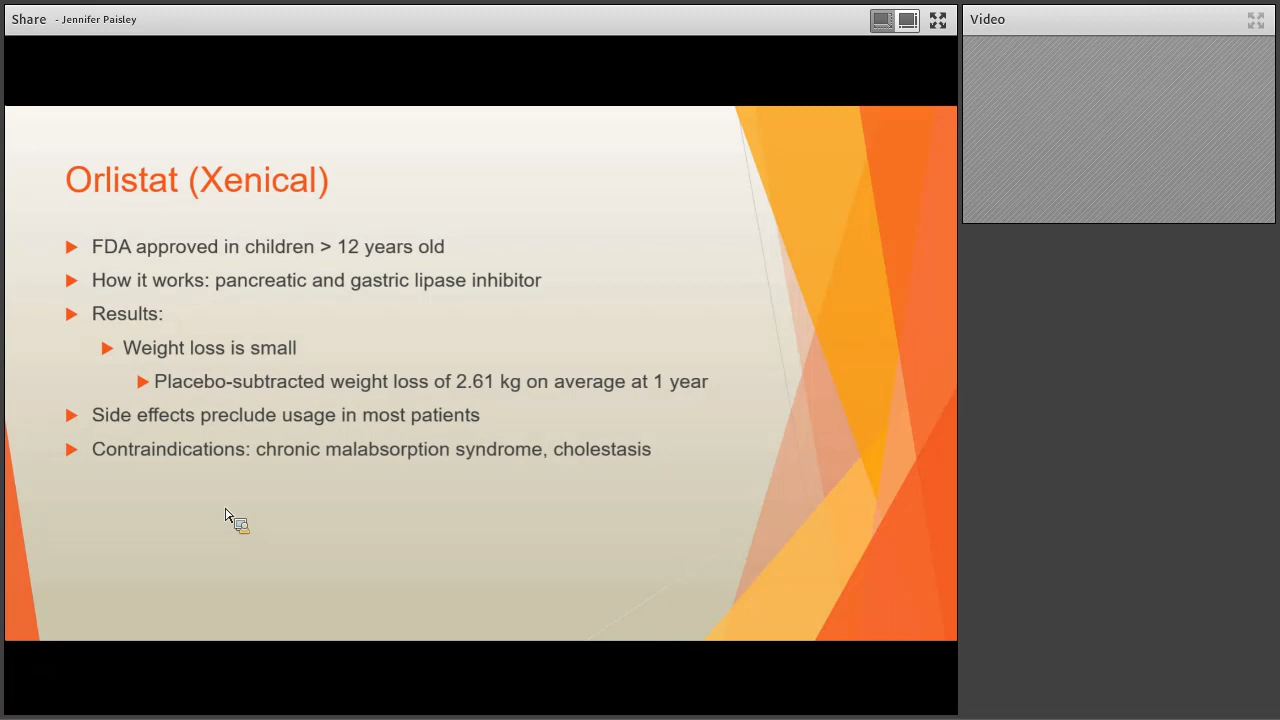 Share - Jennifer Paisley
Video
Orlistat (Xenical)
FDA approved in children > 12 years old
How it works: pancreatic and gastric lipase inhibitor
Results:
Weight loss is small
Placebo-subtracted weight loss of 2.61 kg on average at 1 year
Side effects preclude usage in most patients
Contraindications: chronic malabsorption syndrome, cholestasis